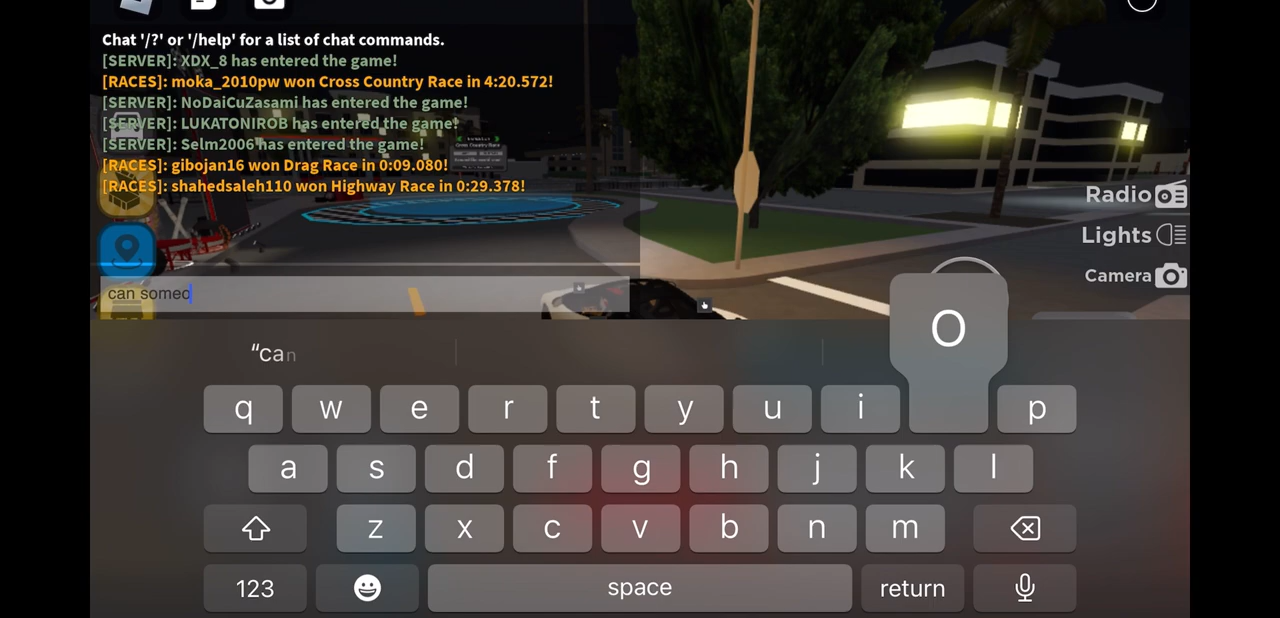 Chat '/?' or '/help' for a list of chat commands.
[SERVER]: XDX_8 has entered the game!
[RACES]: moka_2010pw won Cross Country Race in 4:20.572!
[SERVER]: NoDaiCuZasami has entered the game!
[SERVER]: LUKATONIROB has entered the game!
[SERVER]: Selm2006 has entered the game!
[RACES]: gibojan16 won Drag Race in 0:09.080!
[RACES]: shahedsaleh110 won Highway Race in 0:29.378!
Cross Country Race
Radio
Lights
Camera
can someo
“can
O
q w e r t y u i p
a s d f g h j k l
z x c v b n m
123 space return